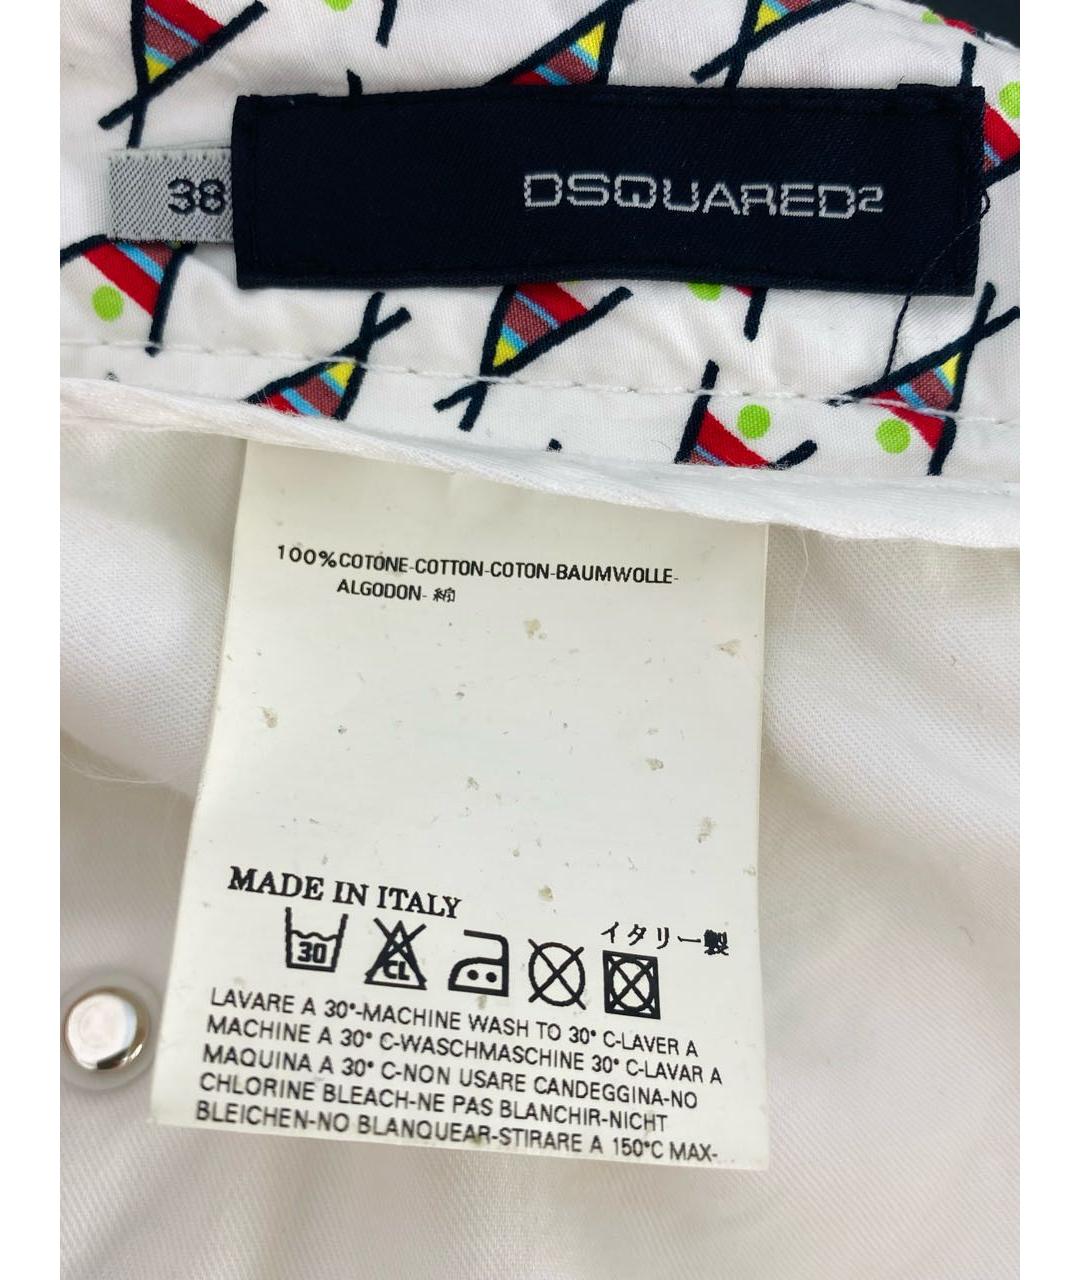 38
DSQUARED2
100%COTONE-COTTON-COTON-BAUMWOLLE-
ALGODON- 綿
MADE IN ITALY
イタリー製
30
CL
LAVARE A 30°-MACHINE WASH TO 30° C-LAVER A
MACHINE A 30° C-WASCHMASCHINE 30° C-LAVAR A
MAQUINA A 30° C-NON USARE CANDEGGINA-NO
CHLORINE BLEACH-NE PAS BLANCHIR-NICHT
BLEICHEN-NO BLANQUEAR-STIRARE A 150°C MAX-